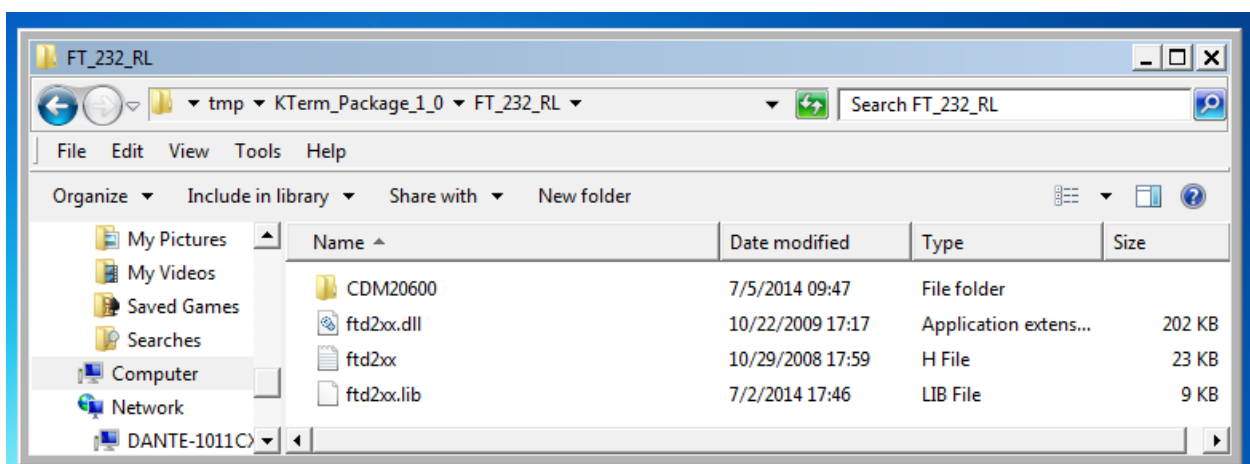 FT_232_RL
tmp KTerm_Package_1_0 FT_232_RL Search FT_232_RL
File Edit View Tools Help
Organize Include in library Share with New folder
My Pictures
My Videos
Saved Games
Searches
Computer
Network
DANTE-1011CX
Name Date modified Type Size
CDM20600 7/5/2014 09:47 File folder
ftd2xx.dll 10/22/2009 17:17 Application extens... 202 KB
ftd2xx 10/29/2008 17:59 H File 23 KB
ftd2xx.lib 7/2/2014 17:46 LIB File 9 KB